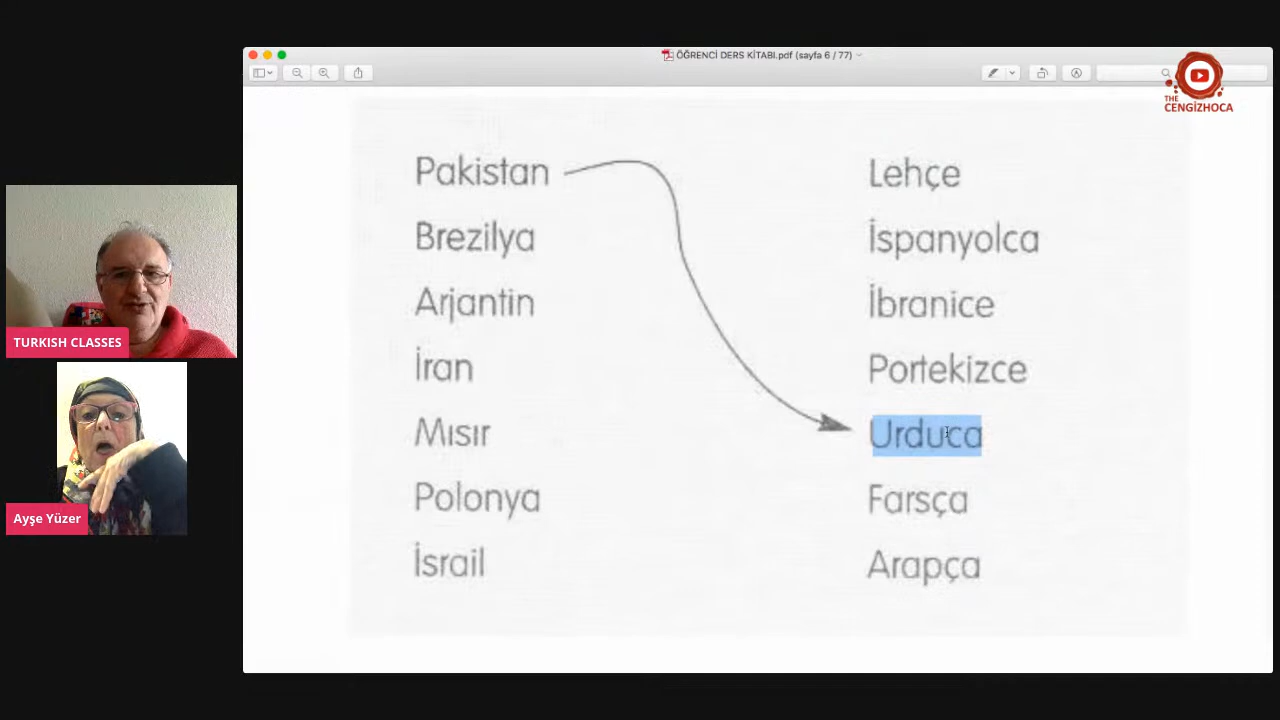 ÖĞRENCİ DERS KİTABI.pdf (sayfa 6 / 77)
THE
CENGİZHOCA
Pakistan
Brezilya
Arjantin
İran
Mısır
Polonya
İsrail
Lehçe
İspanyolca
İbranice
Portekizce
Urduca
Farsça
Arapça
TURKISH CLASSES
Ayşe Yüzer